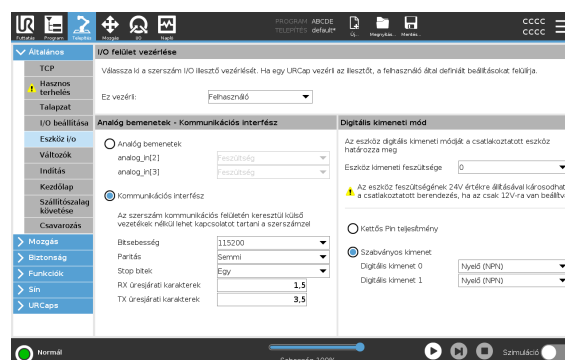 Futtatás Program Telepítés Mozgás I/O Napló
PROGRAM ABCDE
TELEPÍTÉS default*
Új... Megnyitás... Mentés...
cccc
cccc
Általános
TCP
Hasznos terhelés
Talapzat
I/O beállítása
Eszköz I/o
Változók
Indítás
Kezdőlap
Szállítószalag követése
Csavarozás
Mozgás
Biztonság
Funkciók
Sín
URCaps
I/O felület vezérlése
Válassza ki a szerszám I/O illesztő vezérlését. Ha egy URCap vezérli az illesztőt, a felhasználó által definiált beállításokat felülírja.
Ez vezérli: Felhasználó
Analóg bemenetek - Kommunikációs interfész
Analóg bemenetek
analog_in[2] Feszültség
analog_in[3] Feszültség
Kommunikációs interfész
Az szerszám kommunikációs felületén keresztül külső
vezetékek nélkül lehet kapcsolatot tartani a szerszámmel
Bitsebesség 115200
Paritás Semmi
Stop bitek Egy
RX üresjárati karakterek 1,5
TX üresjárati karakterek 3,5
Digitális kimeneti mód
Az eszköz digitális kimeneti módját a csatlakoztatott eszköz
határozza meg
Eszköz kimeneti feszültsége 0
Az eszköz feszültségének 24V értékre állításával károsodhat
a csatlakoztatott berendezés, ha az csak 12V-ra van beállítva
Kettős Pin teljesítmény
Szabványos kimenet
Digitális kimenet 0 Nyelő (NPN)
Digitális kimenet 1 Nyelő (NPN)
Normál
Sebesség 100%
Szimuláció